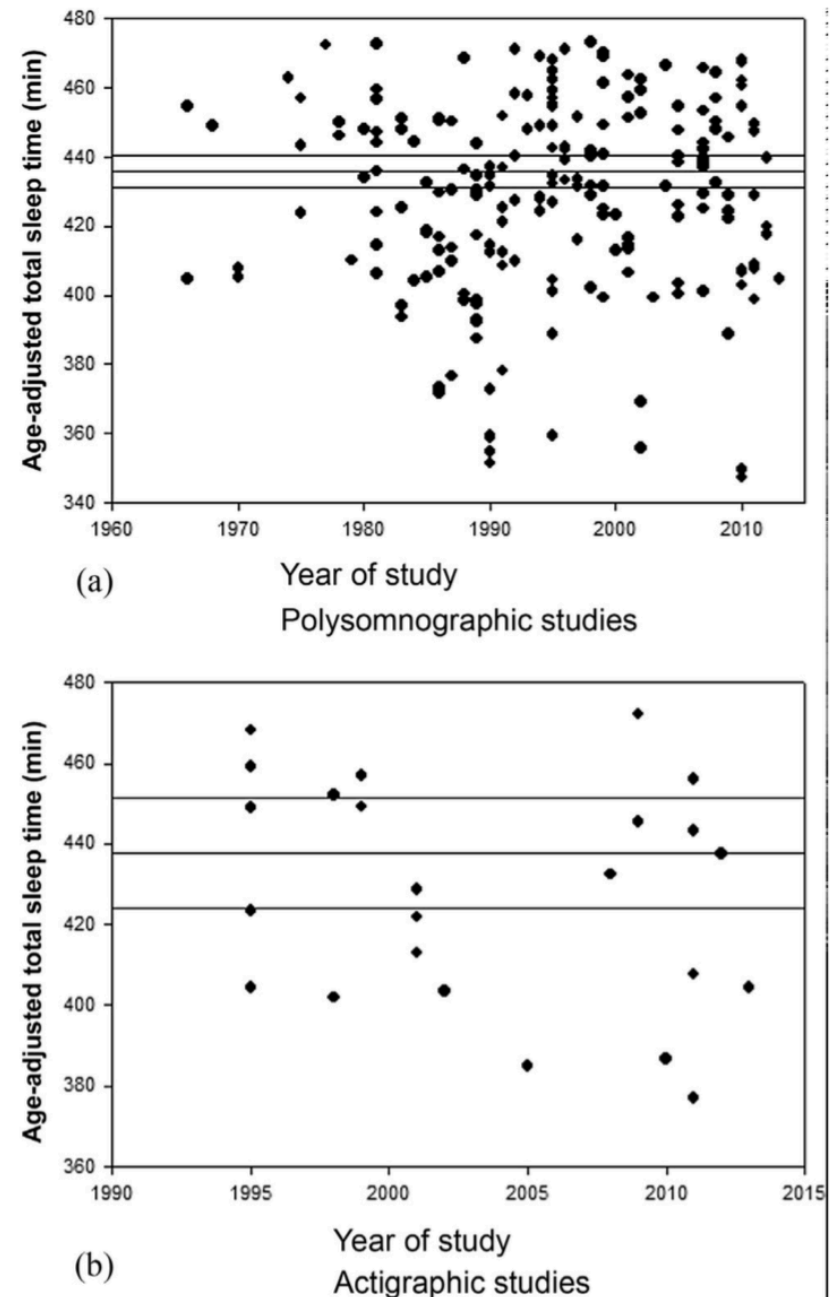 480
460
440
420
400
380
360
340
Age-adjusted total sleep time (min)
1960 1970 1980 1990 2000 2010
(a)
Year of study
Polysomnographic studies
480
460
440
420
400
380
360
Age-adjusted total sleep time (min)
1990 1995 2000 2005 2010 2015
(b)
Year of study
Actigraphic studies